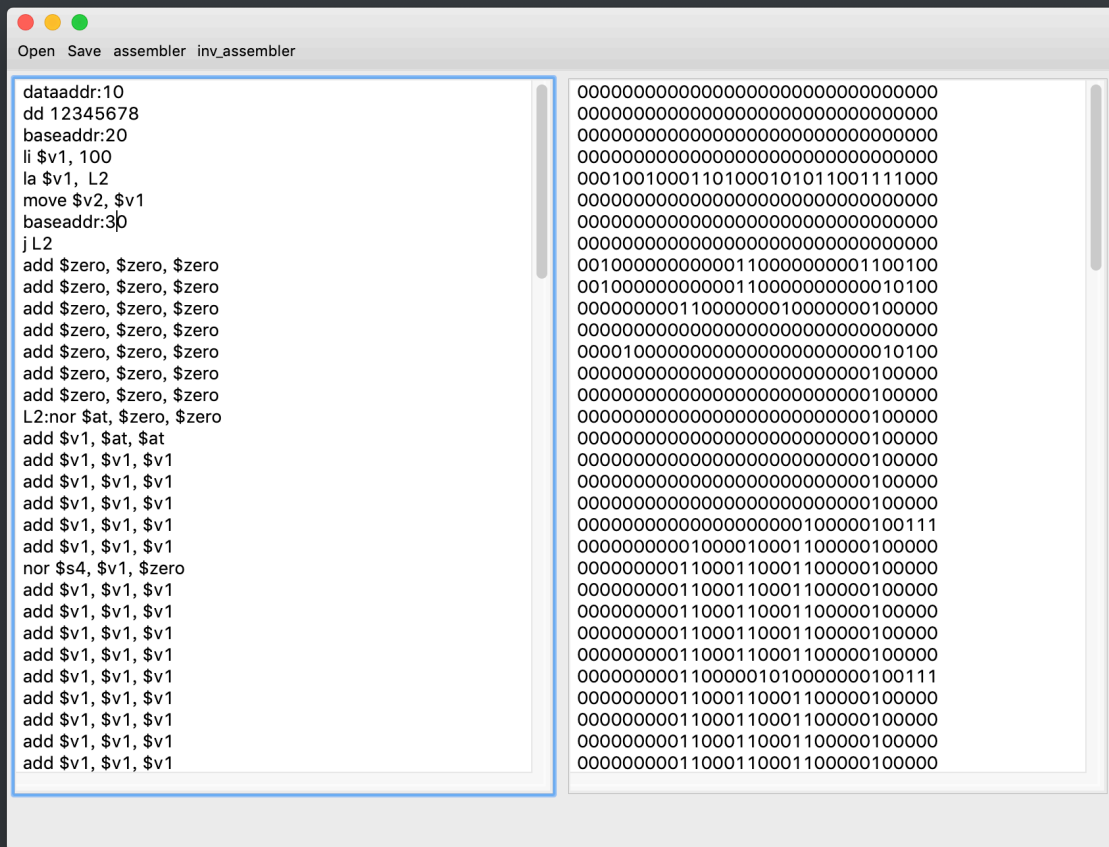 Open Save assembler inv_assembler
dataaddr:10
dd 12345678
baseaddr:20
li $v1, 100
la $v1,  L2
move $v2, $v1
baseaddr:30
j L2
add $zero, $zero, $zero
add $zero, $zero, $zero
add $zero, $zero, $zero
add $zero, $zero, $zero
add $zero, $zero, $zero
add $zero, $zero, $zero
add $zero, $zero, $zero
L2:nor $at, $zero, $zero
add $v1, $at, $at
add $v1, $v1, $v1
add $v1, $v1, $v1
add $v1, $v1, $v1
add $v1, $v1, $v1
add $v1, $v1, $v1
nor $s4, $v1, $zero
add $v1, $v1, $v1
add $v1, $v1, $v1
add $v1, $v1, $v1
add $v1, $v1, $v1
add $v1, $v1, $v1
add $v1, $v1, $v1
add $v1, $v1, $v1
add $v1, $v1, $v1
add $v1, $v1, $v1
00000000000000000000000000000000
00000000000000000000000000000000
00000000000000000000000000000000
00000000000000000000000000000000
00010010001101000101011001111000
00000000000000000000000000000000
00000000000000000000000000000000
00000000000000000000000000000000
00100000000000110000000001100100
00100000000000110000000000010100
00000000011000000010000000100000
00000000000000000000000000000000
00001000000000000000000000010100
00000000000000000000000000100000
00000000000000000000000000100000
00000000000000000000000000100000
00000000000000000000000000100000
00000000000000000000000000100000
00000000000000000000000000100000
00000000000000000000000000100000
00000000000000000000100000100111
00000000001000010001100000100000
00000000011000110001100000100000
00000000011000110001100000100000
00000000011000110001100000100000
00000000011000110001100000100000
00000000011000110001100000100000
00000000011000001010000000100111
00000000011000110001100000100000
00000000011000110001100000100000
00000000011000110001100000100000
00000000011000110001100000100000